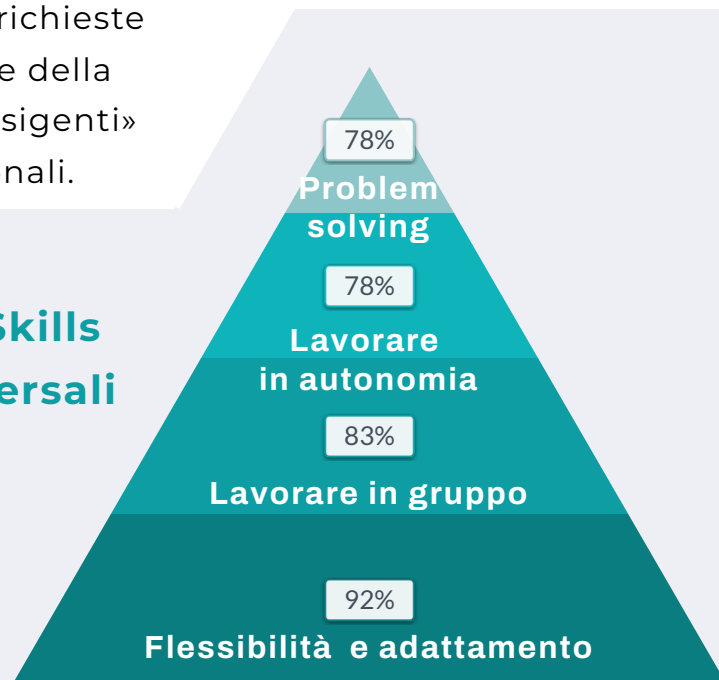 richieste
e della
sigenti»
nali.
78%
Problem
solving
78%
Skills
Lavorare
ersali
in autonomia
83%
Lavorare in gruppo
92%
Flessibilità e adattamento